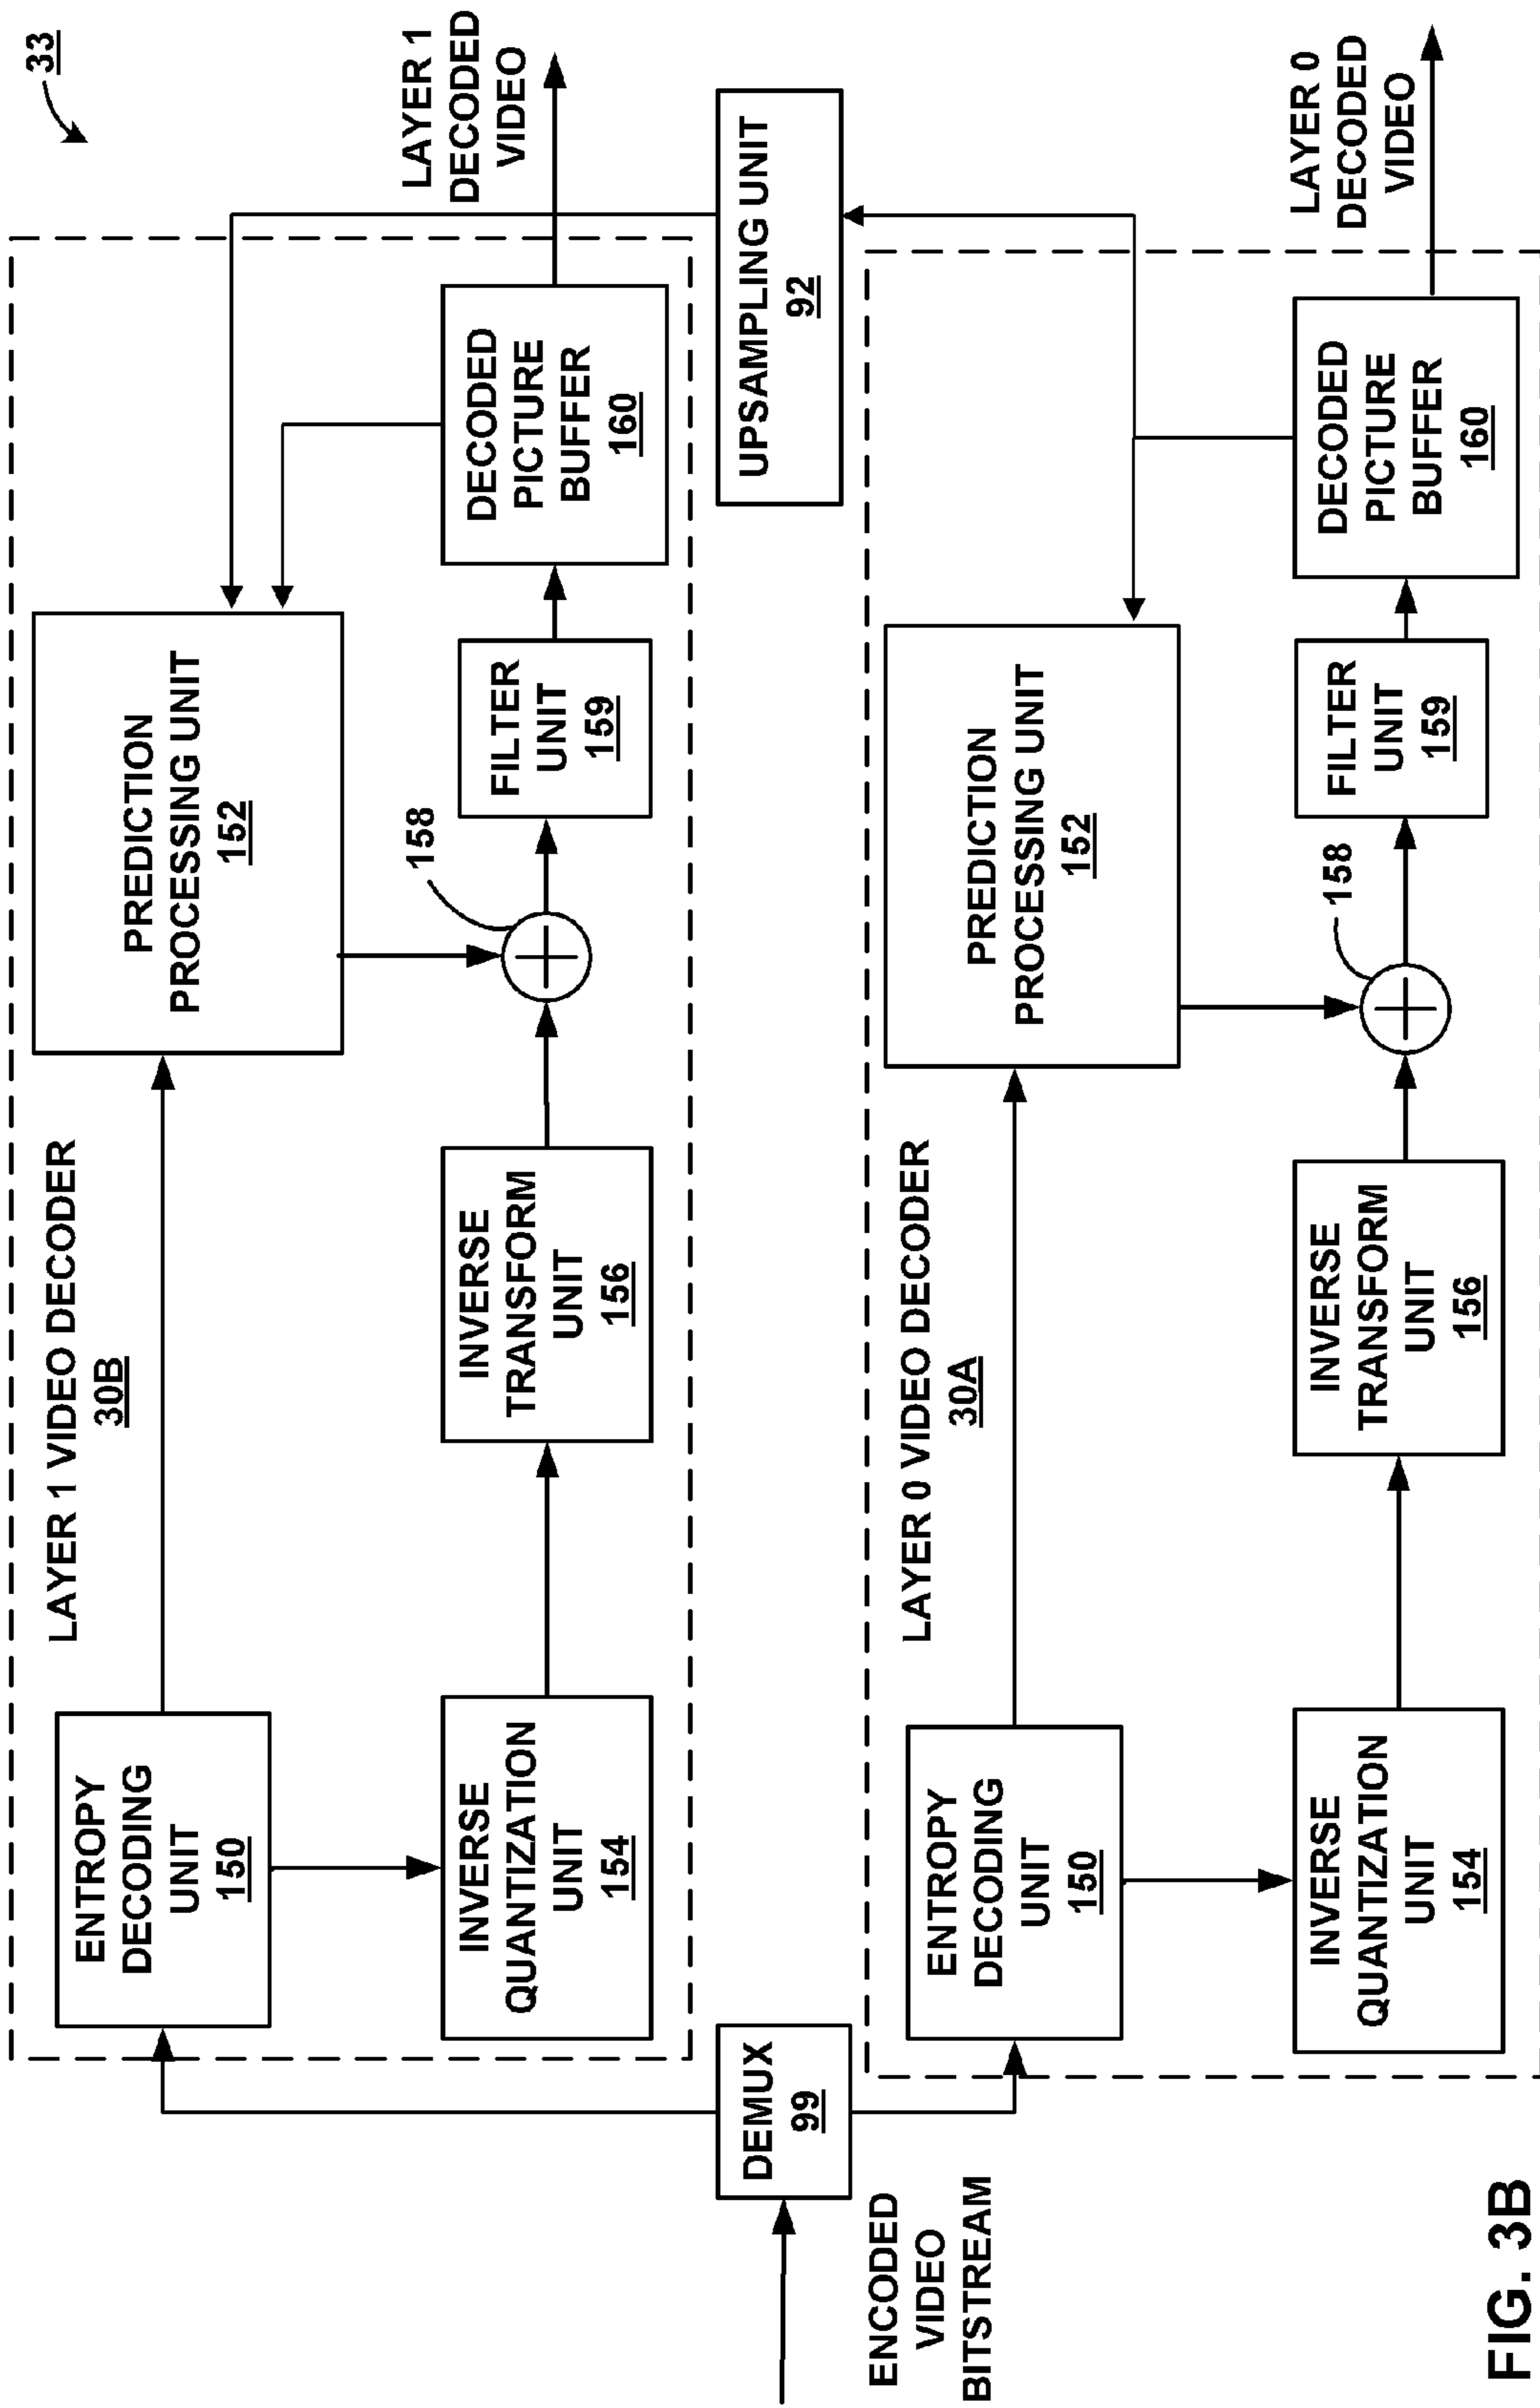 33
LAYER 1 VIDEO DECODER
30B
ENTROPY
DECODING
UNIT
150
PREDICTION
PROCESSING UNIT
152
INVERSE
QUANTIZATION
UNIT
154
INVERSE
TRANSFORM
UNIT
156
158
FILTER
UNIT
159
DECODED
PICTURE
BUFFER
160
LAYER 1
DECODED
VIDEO
DEMUX
99
ENCODED
VIDEO
BITSTREAM
UPSAMPLING UNIT
92
LAYER 0 VIDEO DECODER
30A
ENTROPY
DECODING
UNIT
150
PREDICTION
PROCESSING UNIT
152
INVERSE
QUANTIZATION
UNIT
154
INVERSE
TRANSFORM
UNIT
156
158
FILTER
UNIT
159
DECODED
PICTURE
BUFFER
160
LAYER 0
DECODED
VIDEO
FIG. 3B